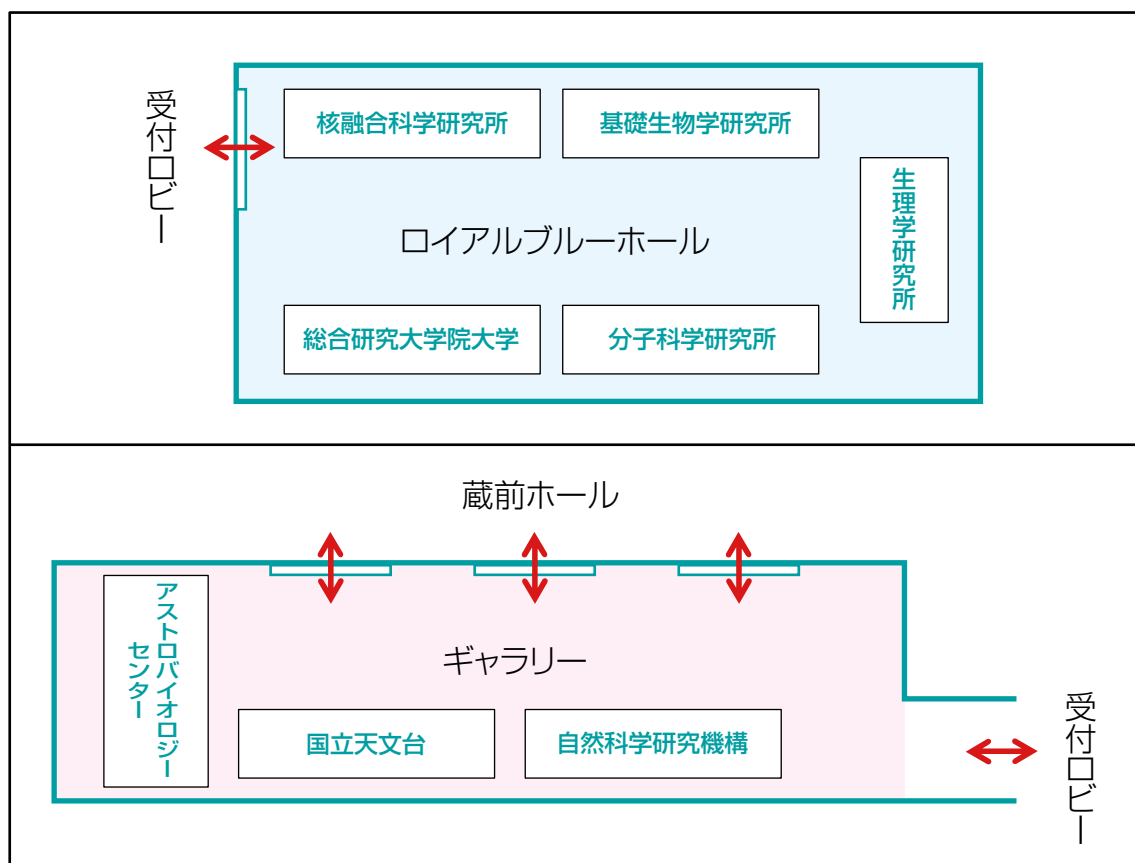 受付ロビー
核融合科学研究所
基礎生物学研究所
生理学研究所
ロイアルブルーホール
総合研究大学院大学
分子科学研究所
蔵前ホール
アストロバイオロジー
センター
ギャラリー
国立天文台
自然科学研究機構
受付ロビー